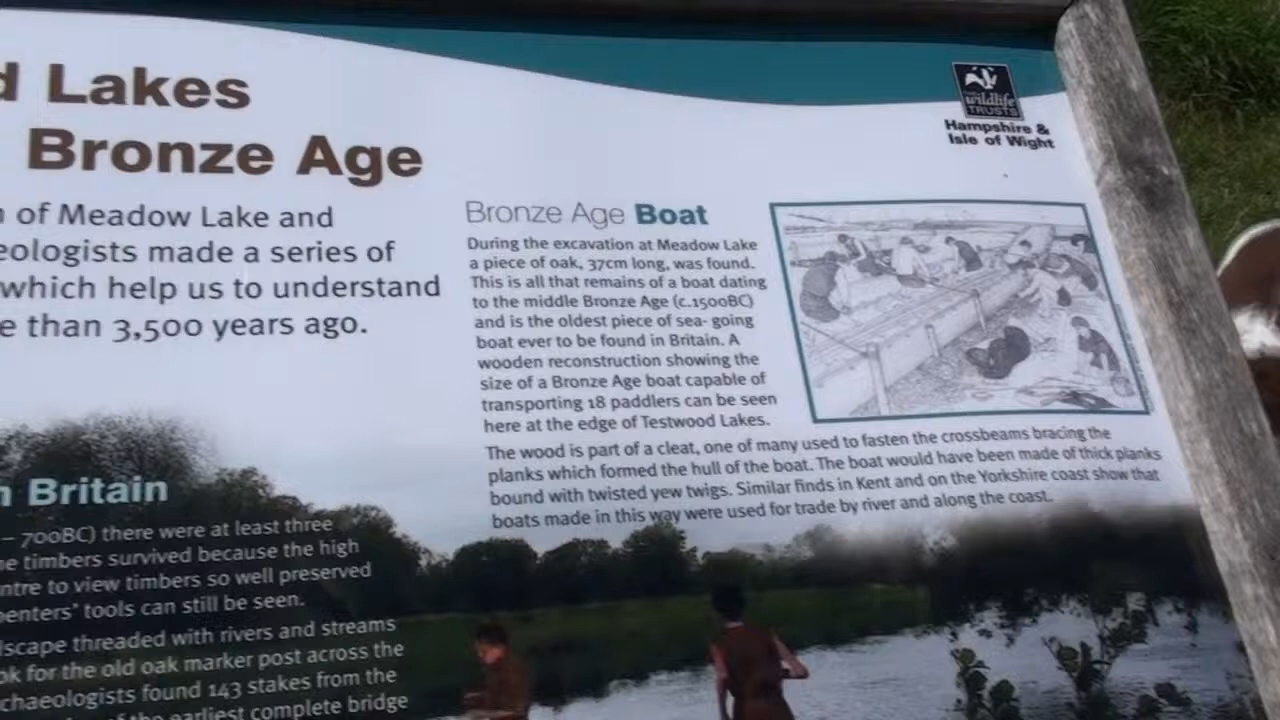 d Lakes
Bronze Age
of Meadow Lake and
eologists made a series of
which help us to understand
e than 3,500 years ago.
wildlife
TRUSTS
Hampshire &
Isle of Wight
Bronze Age Boat
During the excavation at Meadow Lake
a piece of oak, 37cm long, was found.
This is all that remains of a boat dating
to the middle Bronze Age (c.1500BC)
and is the oldest piece of sea- going
boat ever to be found in Britain. A
wooden reconstruction showing the
size of a Bronze Age boat capable of
transporting 18 paddlers can be seen
here at the edge of Testwood Lakes.
The wood is part of a cleat, one of many used to fasten the crossbeams bracing the
planks which formed the hull of the boat. The boat would have been made of thick planks
bound with twisted yew twigs. Similar finds in Kent and on the Yorkshire coast show that
boats made in this way were used for trade by river and along the coast.
n Britain
– 700BC) there were at least three
e timbers survived because the high
ntre to view timbers so well preserved
penters' tools can still be seen.
dscape threaded with rivers and streams
ok for the old oak marker post across the
chaeologists found 143 stakes from the
of the earliest complete bridge